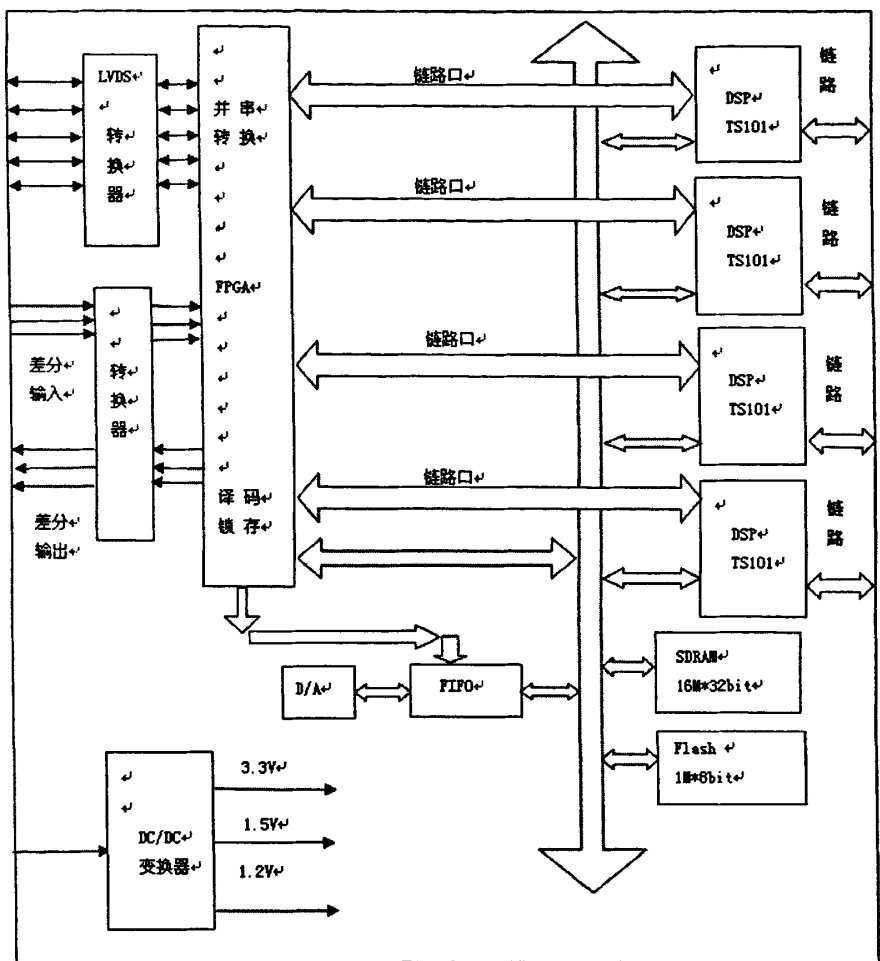 LVDS
转
换
器
并 串
转 换
FPGA
译 码
锁 存
链路口
链路口
链路口
链路口
DSP
TS101
链
路
DSP
TS101
链
路
DSP
TS101
链
路
DSP
TS101
链
路
转
换
器
差分
输入
差分
输出
D/A
FIFO
SDRAM
16M*32bit
Flash
1M*8bit
DC/DC
变换器
3.3V
1.5V
1.2V